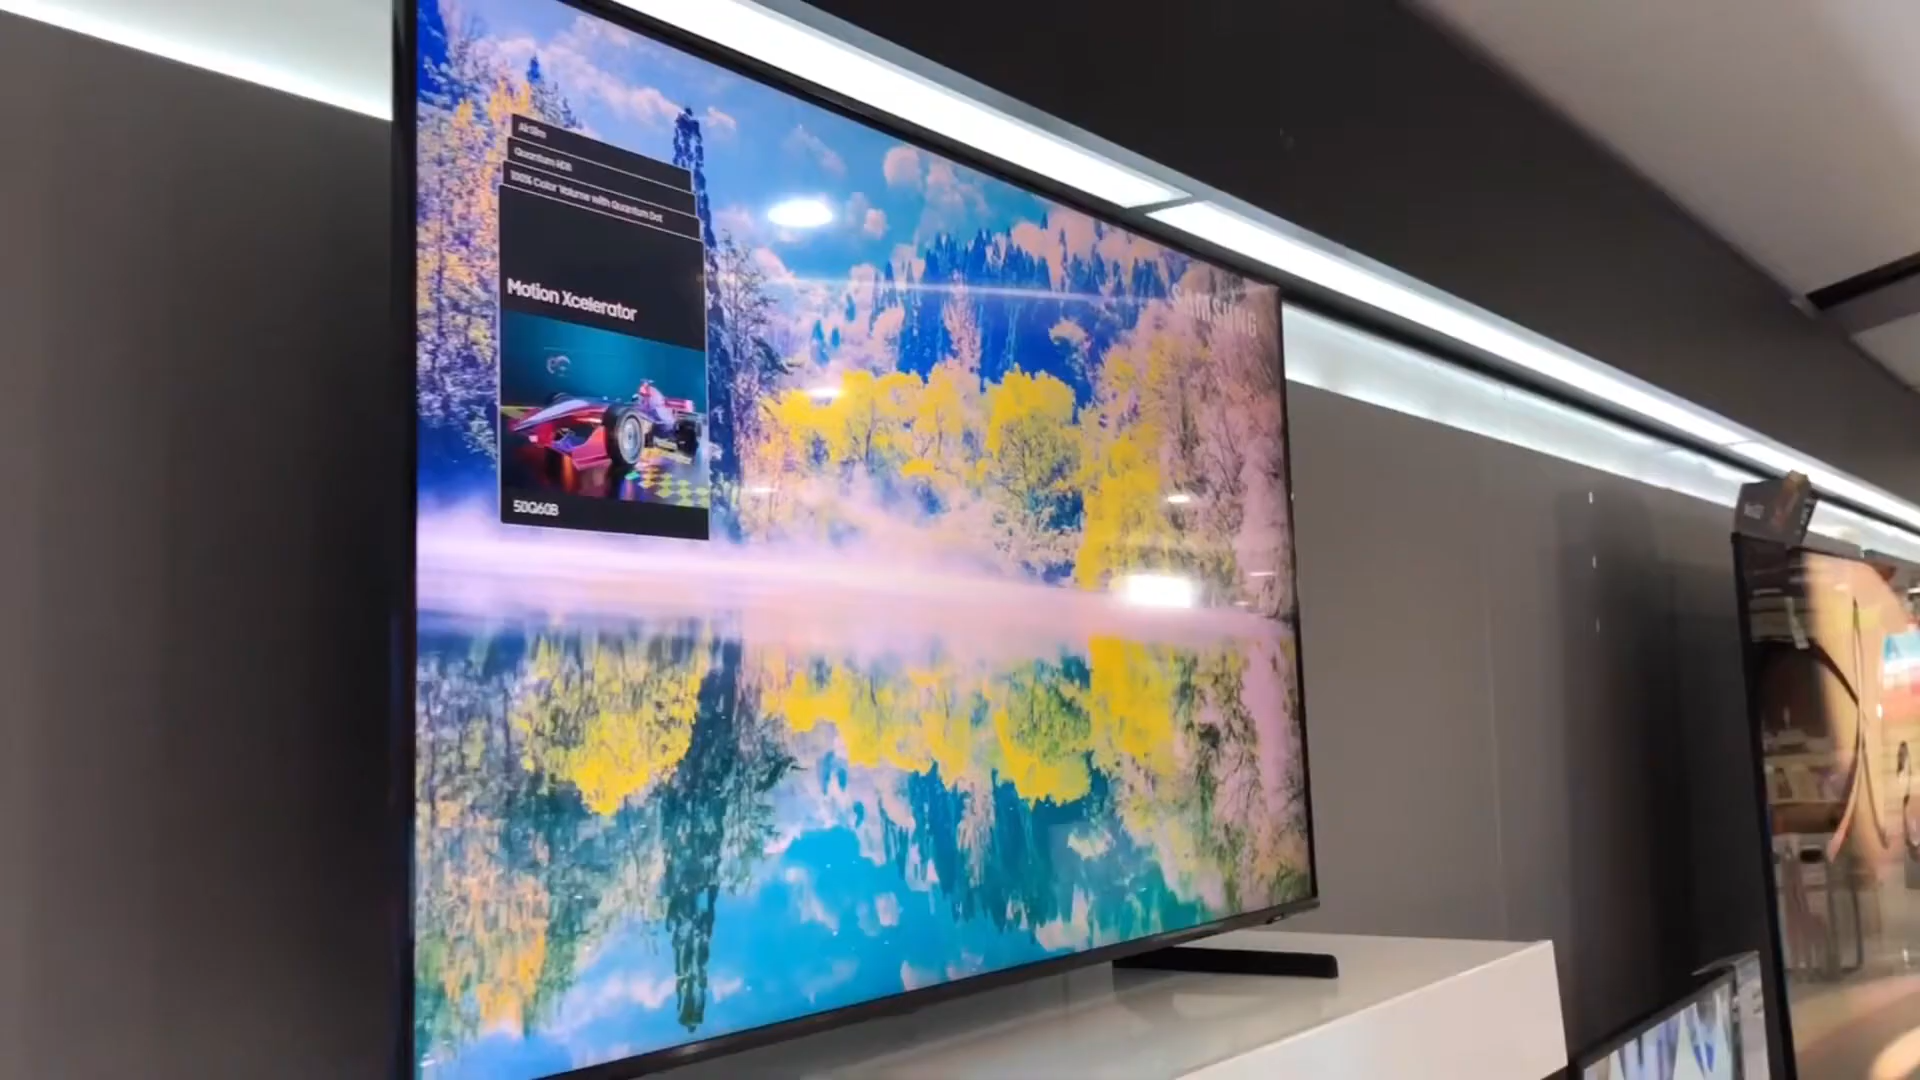 AirSlim
Quantum HDR
100% Color Volume with Quantum Dot
SAMSUNG
Motion Xcelerator
50Q60B